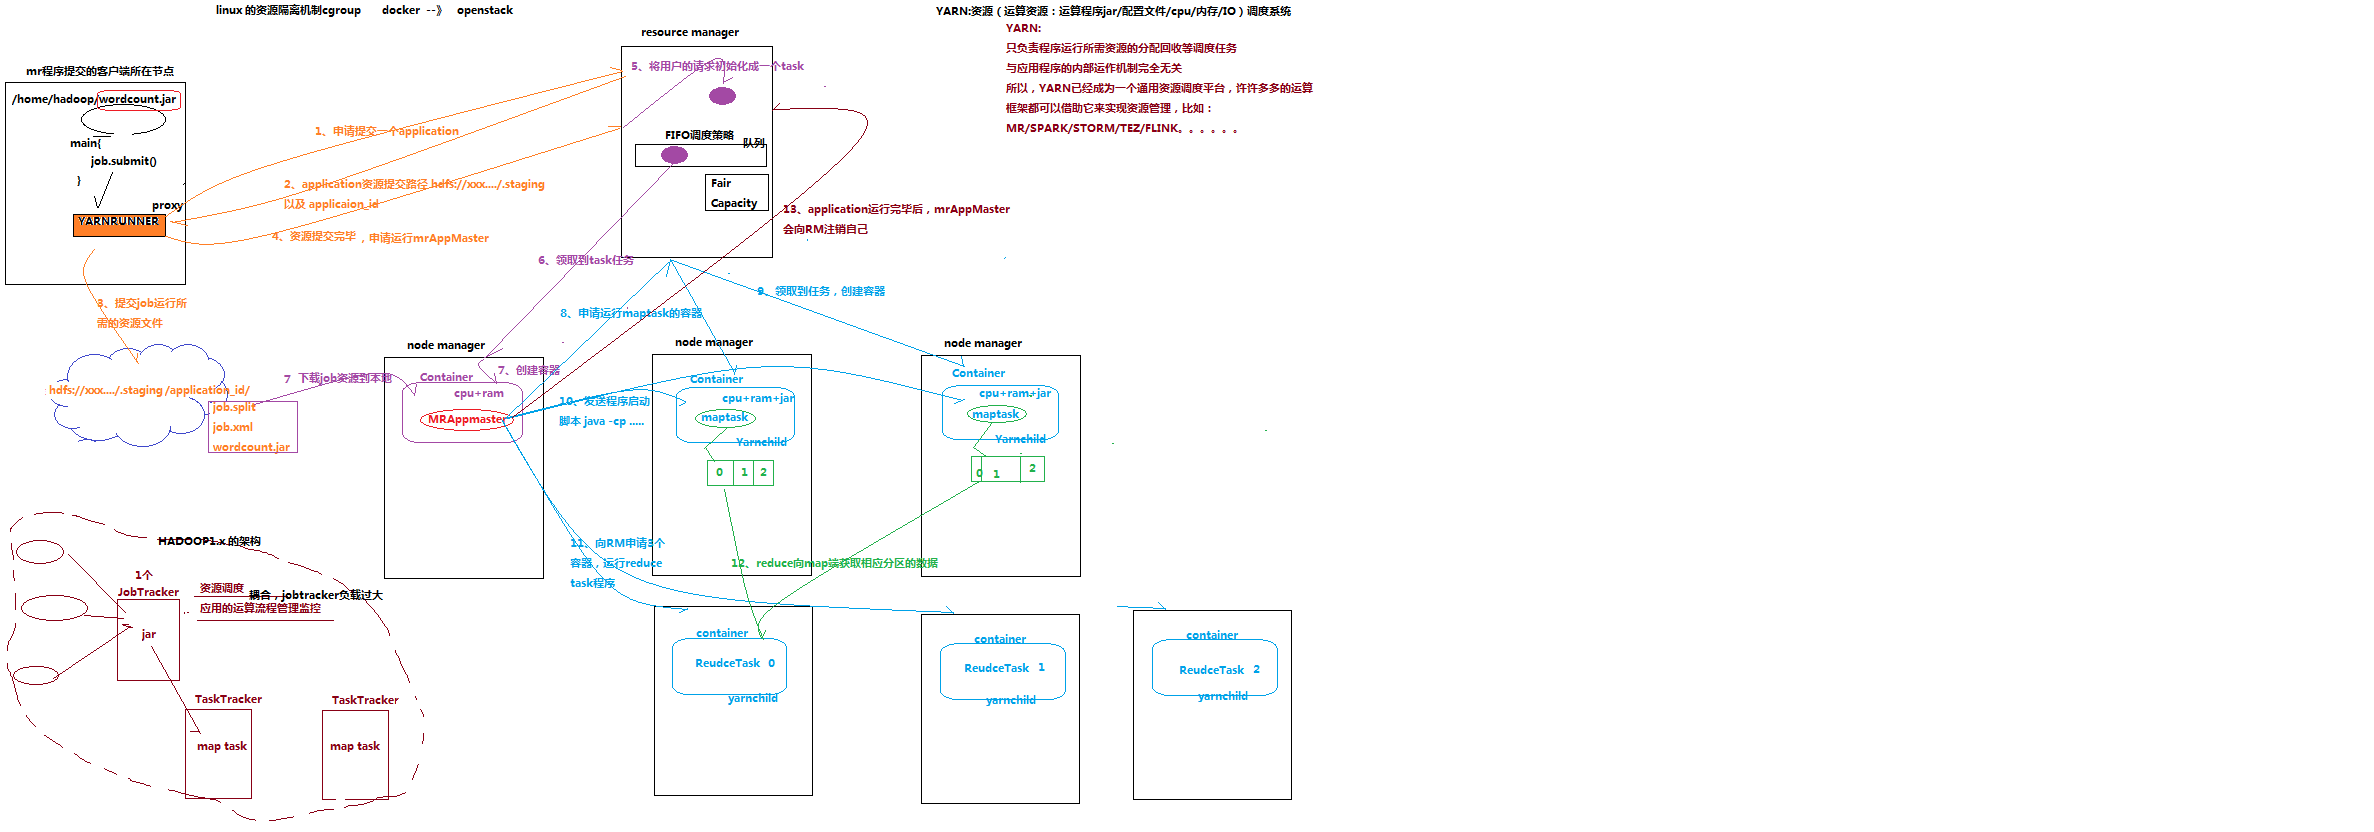 linux 的资源隔离机制cgroup docker --》 openstack
YARN:资源（运算资源：运算程序jar/配置文件/cpu/内存/IO）调度系统
YARN:
只负责程序运行所需资源的分配回收等调度任务
与应用程序的内部运作机制完全无关
所以，YARN已经成为一个通用资源调度平台，许许多多的运算
框架都可以借助它来实现资源管理，比如：
MR/SPARK/STORM/TEZ/FLINK。。。。。。
mr程序提交的客户端所在节点
/home/hadoop/wordcount.jar
main{
job.submit()
}
proxy
YARNRUNNER
resource manager
5、将用户的请求初始化成一个task
FIFO调度策略
队列
Fair
Capacity
1、申请提交一个application
2、application资源提交路径 hdfs://xxx..../.staging
以及 applicaion_id
4、资源提交完毕，申请运行mrAppMaster
13、application运行完毕后，mrAppMaster
会向RM注销自己
6、领取到task任务
3、提交job运行所
需的资源文件
8、申请运行maptask的容器
9、领取到任务，创建容器
hdfs://xxx..../.staging /application_id/
job.split
job.xml
wordcount.jar
7 下载job资源到本地
node manager
Container
7、创建容器
cpu+ram
MRAppmaster
10、发送程序启动
脚本 java -cp .....
node manager
Container
cpu+ram+jar
maptask
Yarnchild
0 1 2
node manager
Container
cpu+ram+jar
maptask
Yarnchild
0 1 2
11、向RM申请3个
容器，运行reduce
task程序
12、reduce向map端获取相应分区的数据
HADOOP1.x 的架构
1个
JobTracker
jar
资源调度
应用的运算流程管理监控
耦合，jobtracker负载过大
TaskTracker
map task
TaskTracker
map task
container
ReudceTask 0
yarnchild
container
ReudceTask 1
yarnchild
container
ReudceTask 2
yarnchild